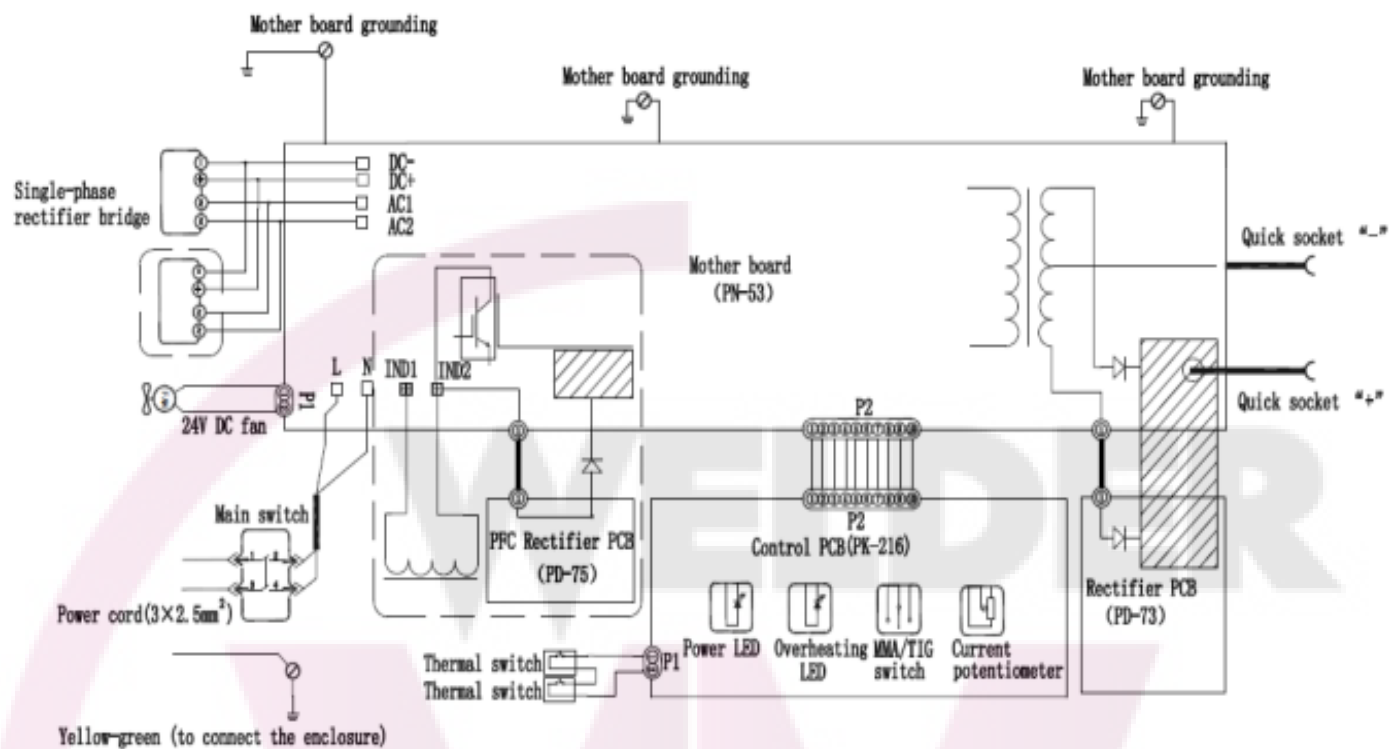 Mother board grounding
Mother board grounding
Mother board grounding
DC-
DC+
AC1
AC2
Single-phase
rectifier bridge
Quick socket "-"
Mother board
(PN-53)
L
N
IND1
IND2
P1
24V DC fan
Quick socket "+"
P2
Main switch
P2
Control PCB(PK-216)
PFC Rectifier PCB
(PD-75)
Power cord(3×2.5mm²)
Rectifier PCB
(PD-73)
Power LED
Overheating
LED
MMA/TIG
switch
Current
potentiometer
P1
Thermal switch
Thermal switch
Yellow-green (to connect the enclosure)
WELDER